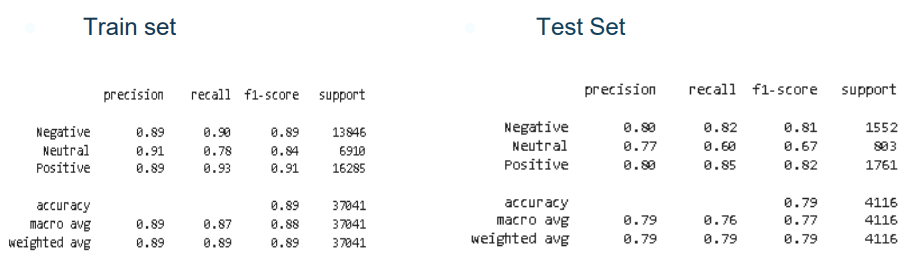 Train set
precision recall f1-score support
Negative 0.89 0.90 0.89 13846
Neutral 0.91 0.78 0.84 6910
Positive 0.89 0.93 0.91 16285
accuracy 0.89 37041
macro avg 0.89 0.87 0.88 37041
weighted avg 0.89 0.89 0.89 37041
Test Set
precision recall f1-score support
Negative 0.80 0.82 0.81 1552
Neutral 0.77 0.60 0.67 803
Positive 0.80 0.85 0.82 1761
accuracy 0.79 4116
macro avg 0.79 0.76 0.77 4116
weighted avg 0.79 0.79 0.79 4116